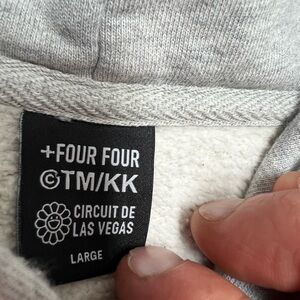 +FOUR FOUR
©TM/KK
CIRCUIT DE
LAS VEGAS
LARGE